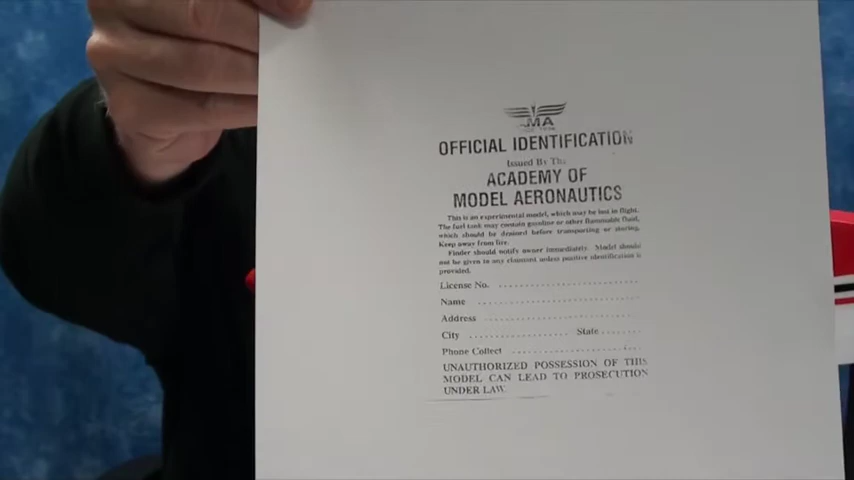 AMA
OFFICIAL IDENTIFICATION
Issued By The
ACADEMY OF
MODEL AERONAUTICS
This is an experimental model, which may be lost in flight.
The fuel tank may contain gasoline or other flammable fluid,
which should be drained before transporting or storing.
Keep away from fire.
Finder should notify owner immediately. Model should
not be given to any claimant unless positive identification is
provided.
License No.
Name
Address
City State
Phone Collect
UNAUTHORIZED POSSESSION OF THIS
MODEL CAN LEAD TO PROSECUTION
UNDER LAW.